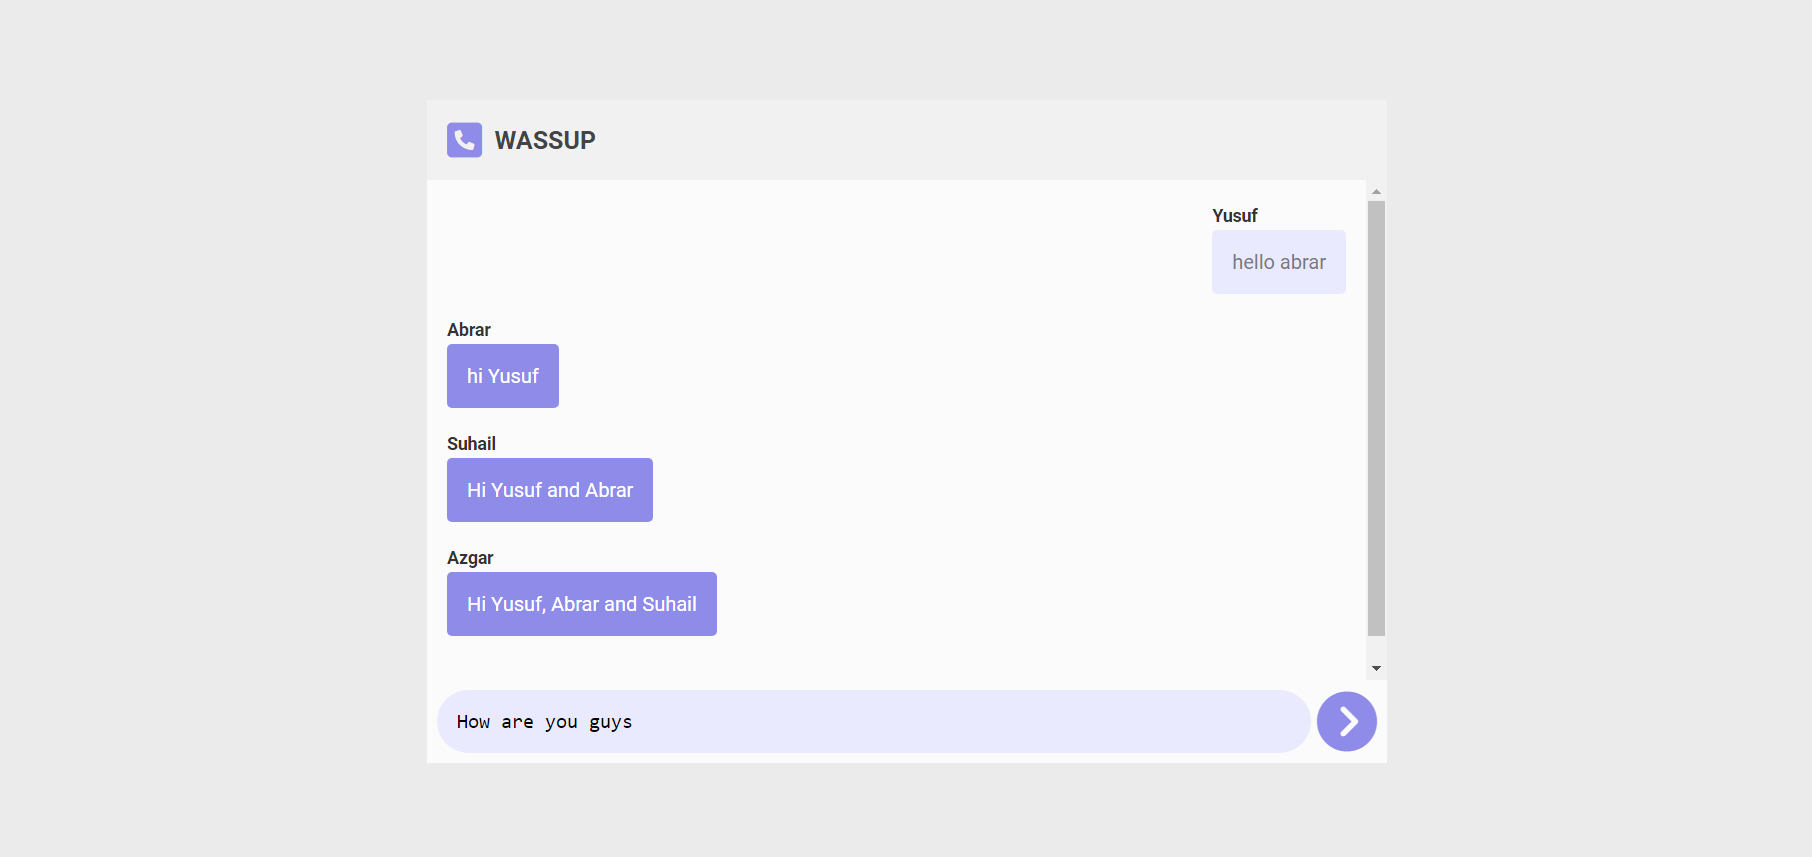 WASSUP
Yusuf
hello abrar
Abrar
hi Yusuf
Suhail
Hi Yusuf and Abrar
Azgar
Hi Yusuf, Abrar and Suhail
How are you guys